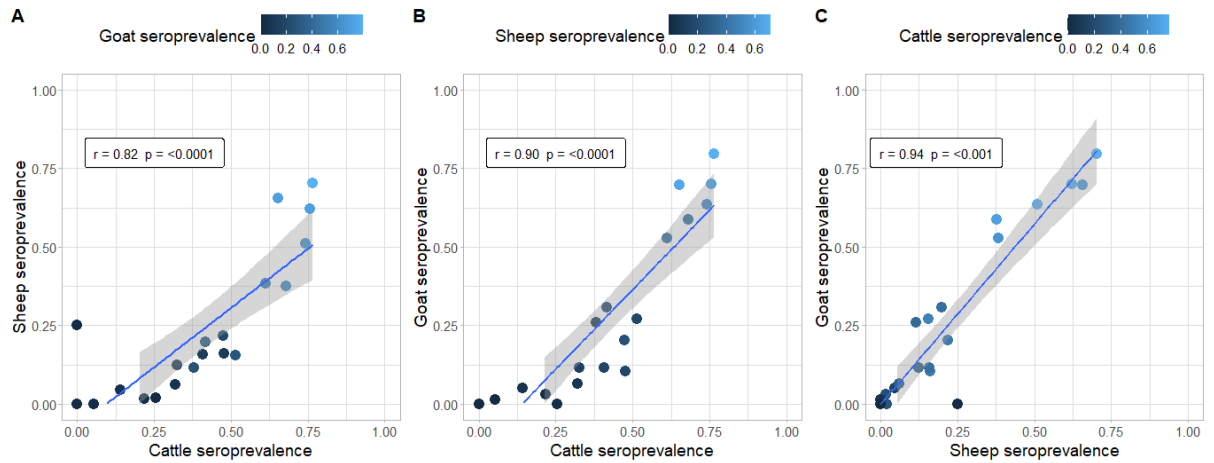 A
Goat seroprevalence
0.0 0.2 0.4 0.6
1.00
0.75
0.50
0.25
0.00
Sheep seroprevalence
r = 0.82 p = <0.0001
0.00 0.25 0.50 0.75 1.00
Cattle seroprevalence
B
Sheep seroprevalence
0.0 0.2 0.4 0.6
1.00
0.75
0.50
0.25
0.00
Goat seroprevalence
r = 0.90 p = <0.0001
0.00 0.25 0.50 0.75 1.00
Cattle seroprevalence
C
Cattle seroprevalence
0.0 0.2 0.4 0.6
1.00
0.75
0.50
0.25
0.00
Goat seroprevalence
r = 0.94 p = <0.001
0.00 0.25 0.50 0.75 1.00
Sheep seroprevalence